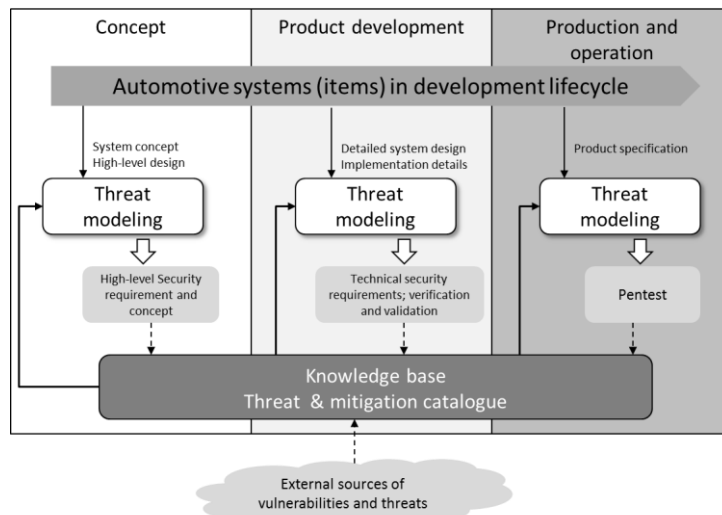 Concept
Product development
Production and
operation
Automotive systems (items) in development lifecycle
System concept
High-level design
Detailed system design
Implementation details
Product specification
Threat
modeling
Threat
modeling
Threat
modeling
High-level Security
requirement and
concept
Technical security
requirements; verification
and validation
Pentest
Knowledge base
Threat & mitigation catalogue
External sources of
vulnerabilities and threats